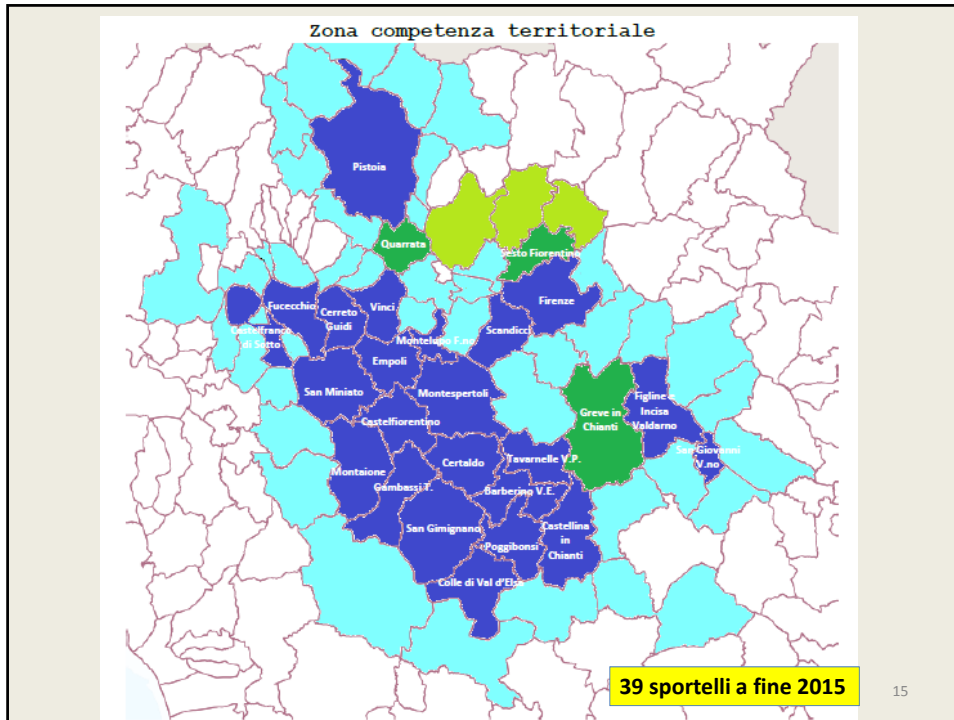 Zona competenza territoriale
Pistoia
Quarrata
Sesto Fiorentino
Firenze
Fucecchio
Cerreto
Guidi
Vinci
Scandicci
Castelfranco
di Sotto
Montelupo F.no
Empoli
San Miniato
Montespertoli
Castelfiorentino
Greve in
Chianti
Figline e
Incisa
Valdarno
San Giovanni
V.no
Montaione
Certaldo
Tavarnelle V.P.
Gambassi T.
Barberino V.E.
San Gimignano
Castellina
in
Chianti
Poggibonsi
Colle di Val d'Elsa
39 sportelli a fine 2015
15